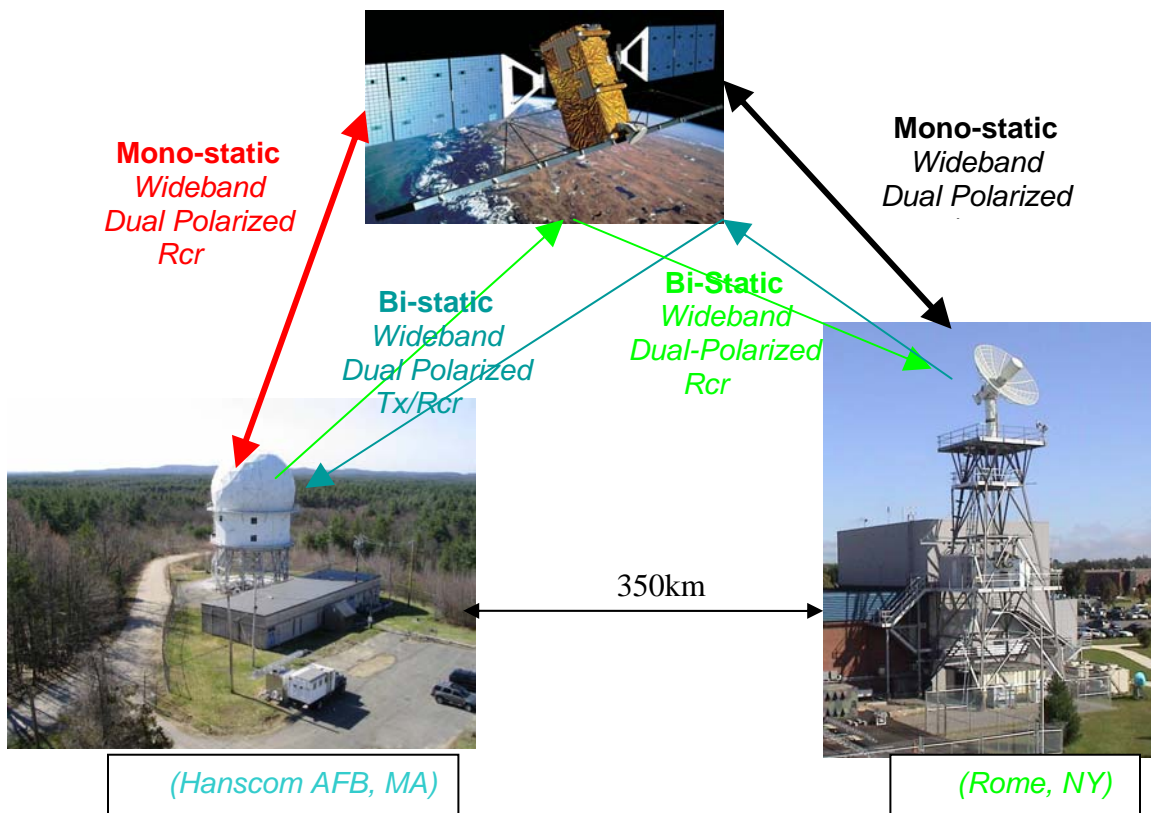 Mono-static
Wideband
Dual Polarized
Rcr
Mono-static
Wideband
Dual Polarized
Bi-static
Wideband
Dual Polarized
Tx/Rcr
Bi-Static
Wideband
Dual-Polarized
Rcr
350km
(Hanscom AFB, MA)
(Rome, NY)